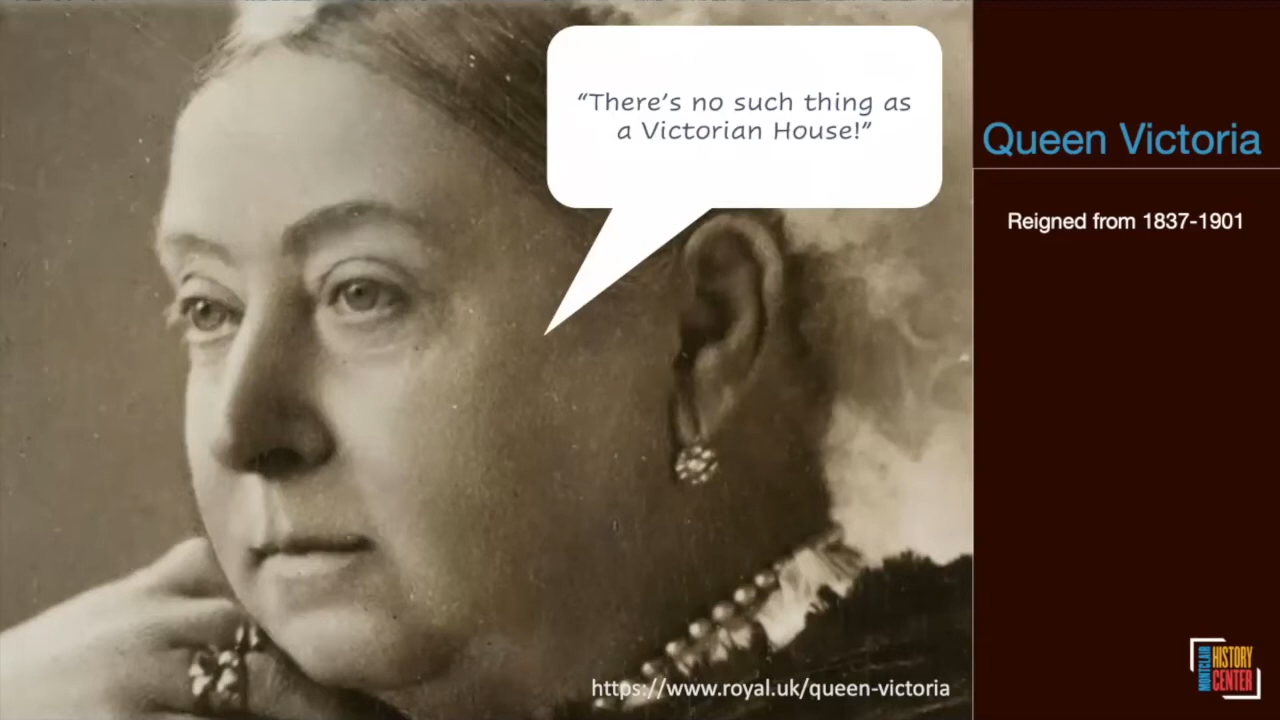 “There’s no such thing as
a Victorian House!”
Queen Victoria
Reigned from 1837-1901
https://www.royal.uk/queen-victoria
MONTCLAIR
HISTORY
CENTER